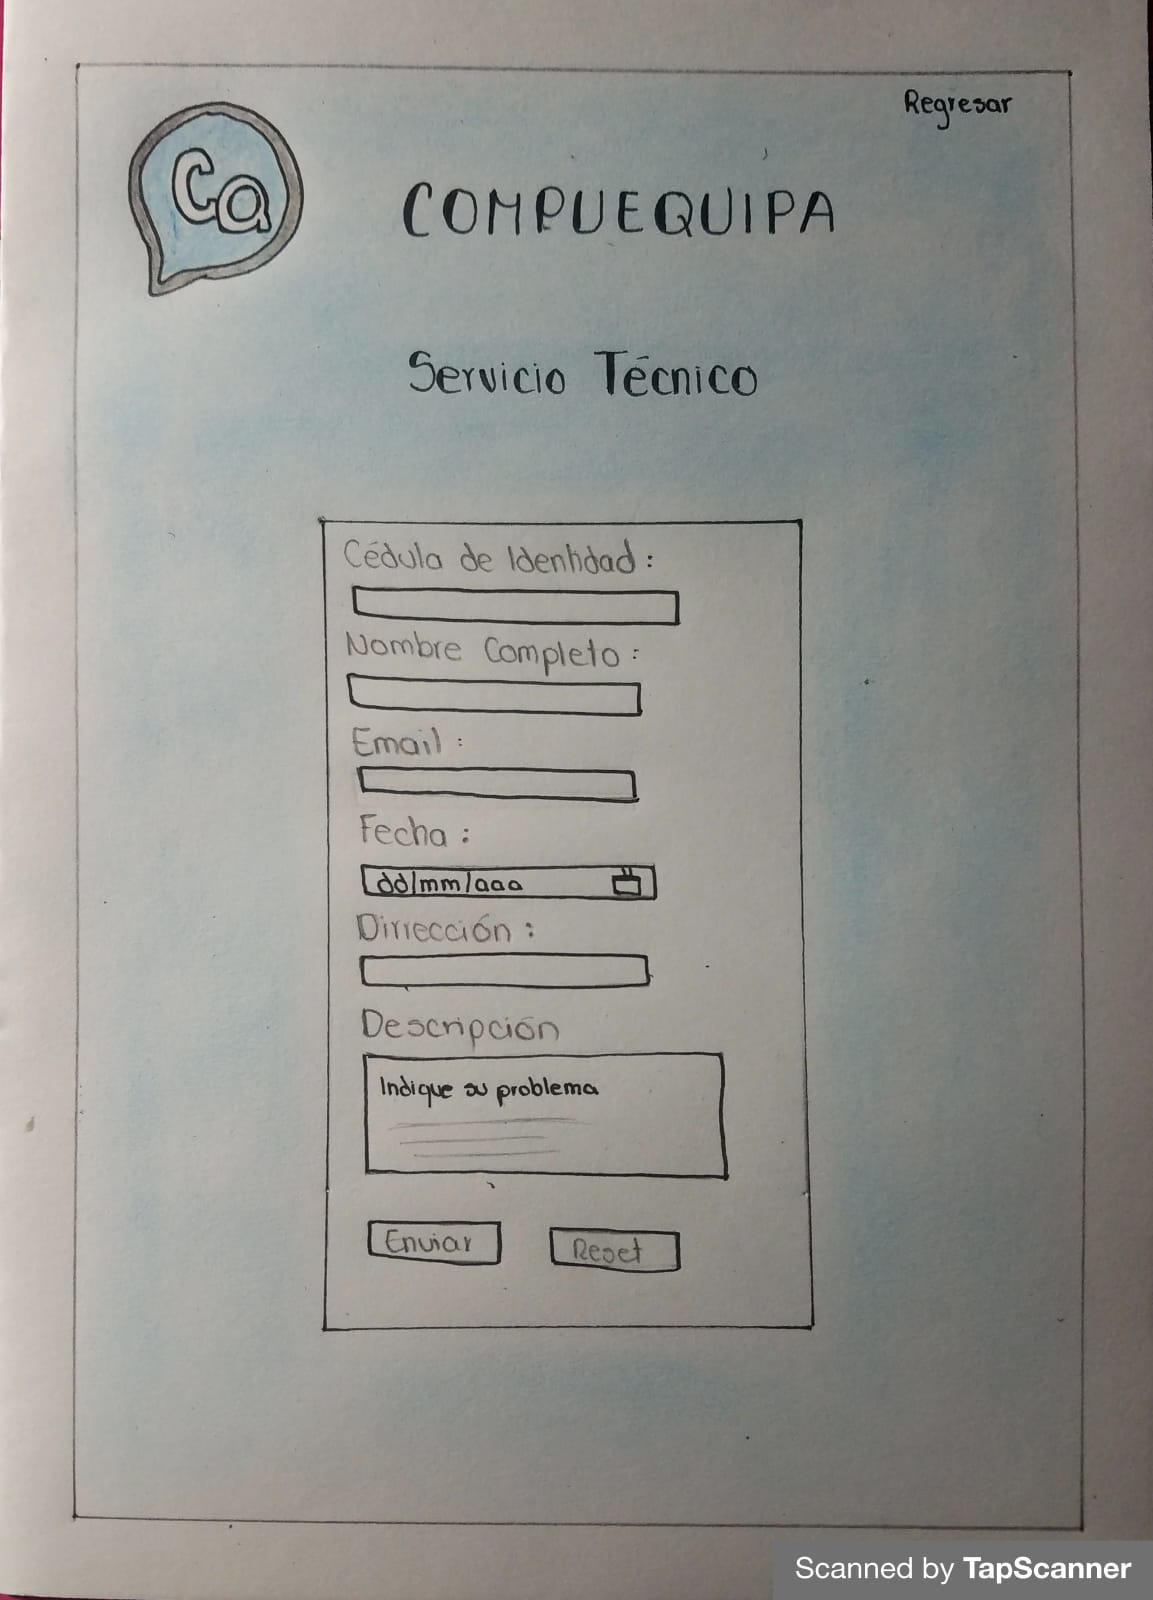 Regresar
Ca
COMPUEQUIPA
Servicio Técnico
Cédula de Identidad :
Nombre Completo :
Email :
Fecha :
dd/mm/aaa
Dirrección :
Descripción
Indique su problema
Enviar
Reset
Scanned by TapScanner